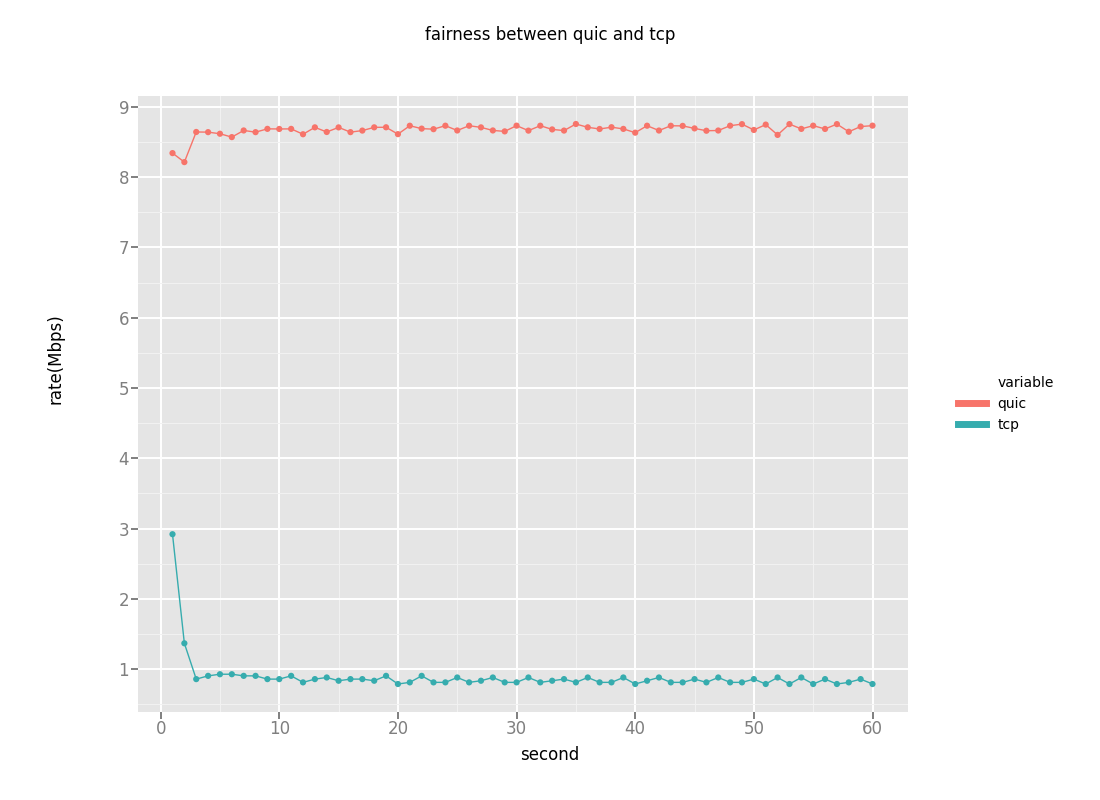 fairness between quic and tcp
9
8
7
6
5
4
3
2
1
rate(Mbps)
0 10 20 30 40 50 60
second
variable
quic
tcp